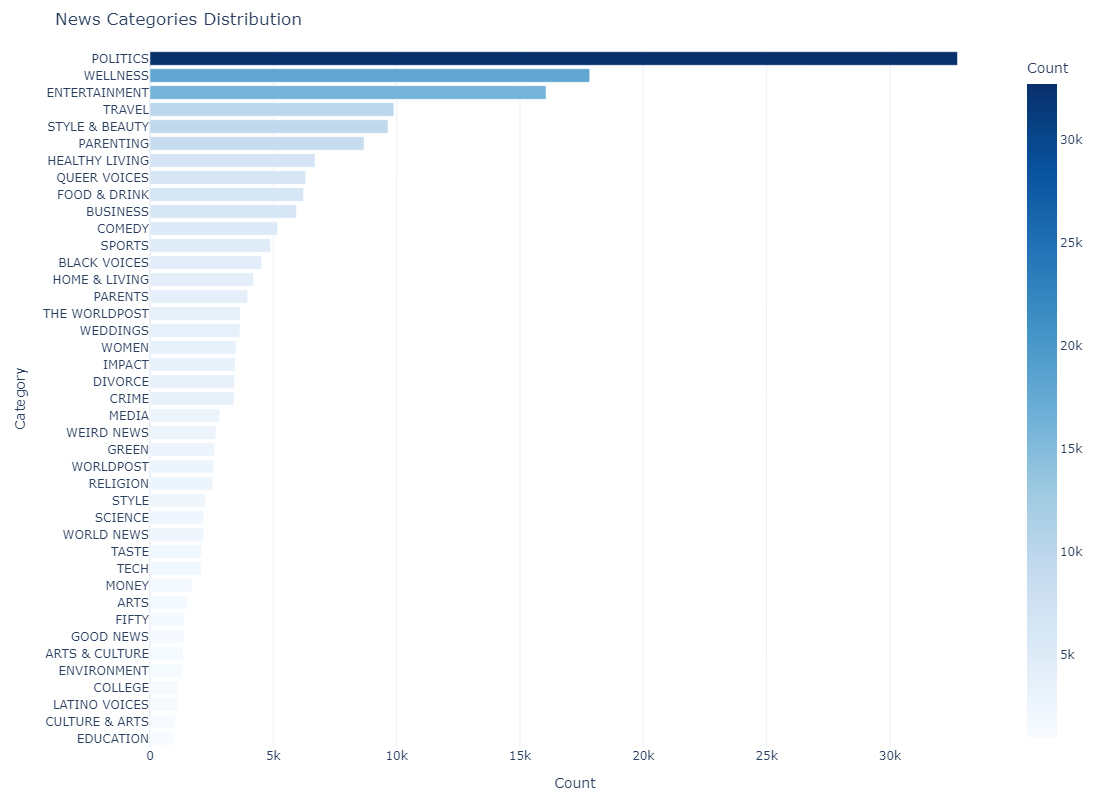 News Categories Distribution
Count
30k
25k
20k
15k
10k
5k
Category
POLITICS
WELLNESS
ENTERTAINMENT
TRAVEL
STYLE & BEAUTY
PARENTING
HEALTHY LIVING
QUEER VOICES
FOOD & DRINK
BUSINESS
COMEDY
SPORTS
BLACK VOICES
HOME & LIVING
PARENTS
THE WORLDPOST
WEDDINGS
WOMEN
IMPACT
DIVORCE
CRIME
MEDIA
WEIRD NEWS
GREEN
WORLDPOST
RELIGION
STYLE
SCIENCE
WORLD NEWS
TASTE
TECH
MONEY
ARTS
FIFTY
GOOD NEWS
ARTS & CULTURE
ENVIRONMENT
COLLEGE
LATINO VOICES
CULTURE & ARTS
EDUCATION
0 5k 10k 15k 20k 25k 30k
Count